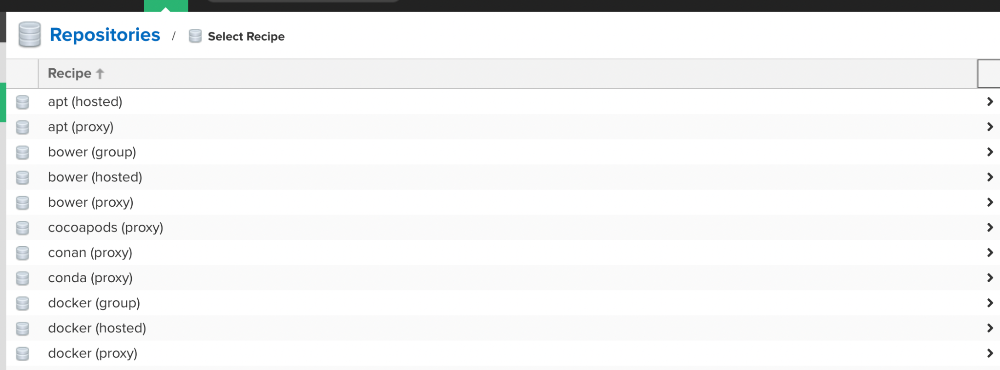 Repositories / Select Recipe
Recipe
apt (hosted)
apt (proxy)
bower (group)
bower (hosted)
bower (proxy)
cocoapods (proxy)
conan (proxy)
conda (proxy)
docker (group)
docker (hosted)
docker (proxy)